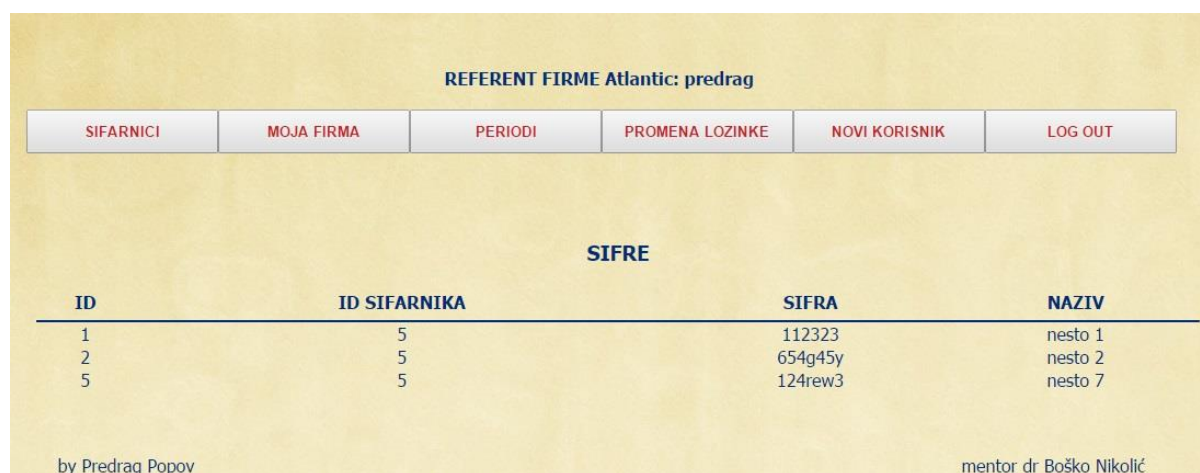 REFERENT FIRME Atlantic: predrag
SIFARNICI MOJA FIRMA PERIODI PROMENA LOZINKE NOVI KORISNIK LOG OUT
SIFRE
ID ID SIFARNIKA SIFRA NAZIV
1 5 112323 nesto 1
2 5 654g45y nesto 2
5 5 124rew3 nesto 7
by Predrag Popov mentor dr Boško Nikolić